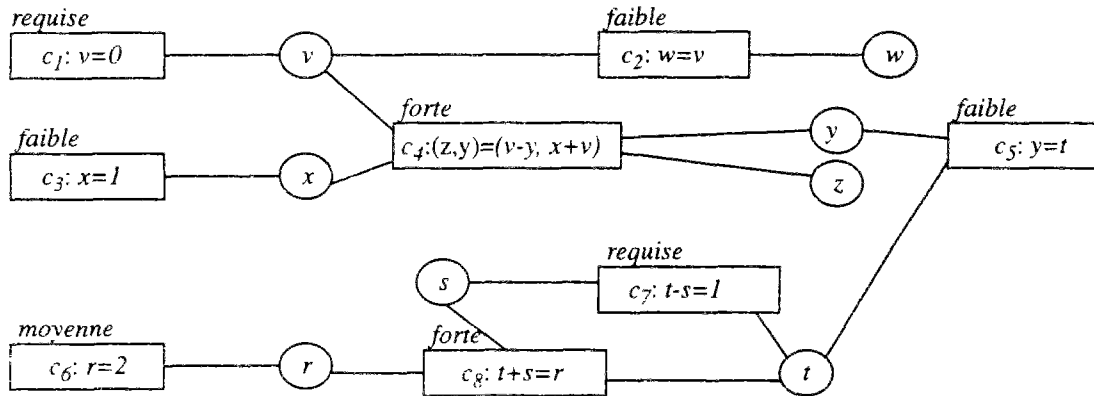 requise
faible
c1: v=0
v
c2: w=v
w
forte
faible
faible
c4:(z,y)=(v-y, x+v)
y
c5: y=t
c3: x=1
x
z
requise
s
c7: t-s=1
moyenne
forte
c6: r=2
r
c8: t+s=r
t